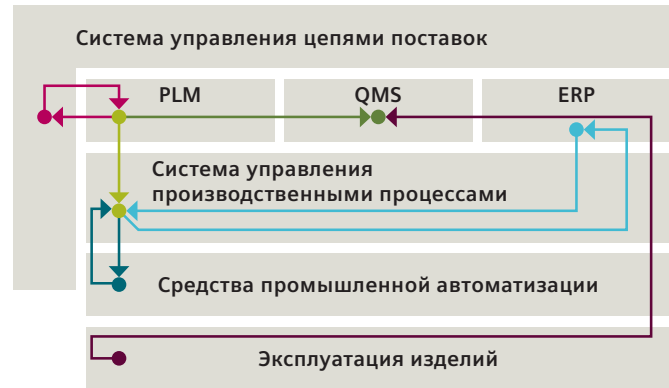 Система управления цепями поставок
PLM
QMS
ERP
Система управления
производственными процессами
Средства промышленной автоматизации
Эксплуатация изделий